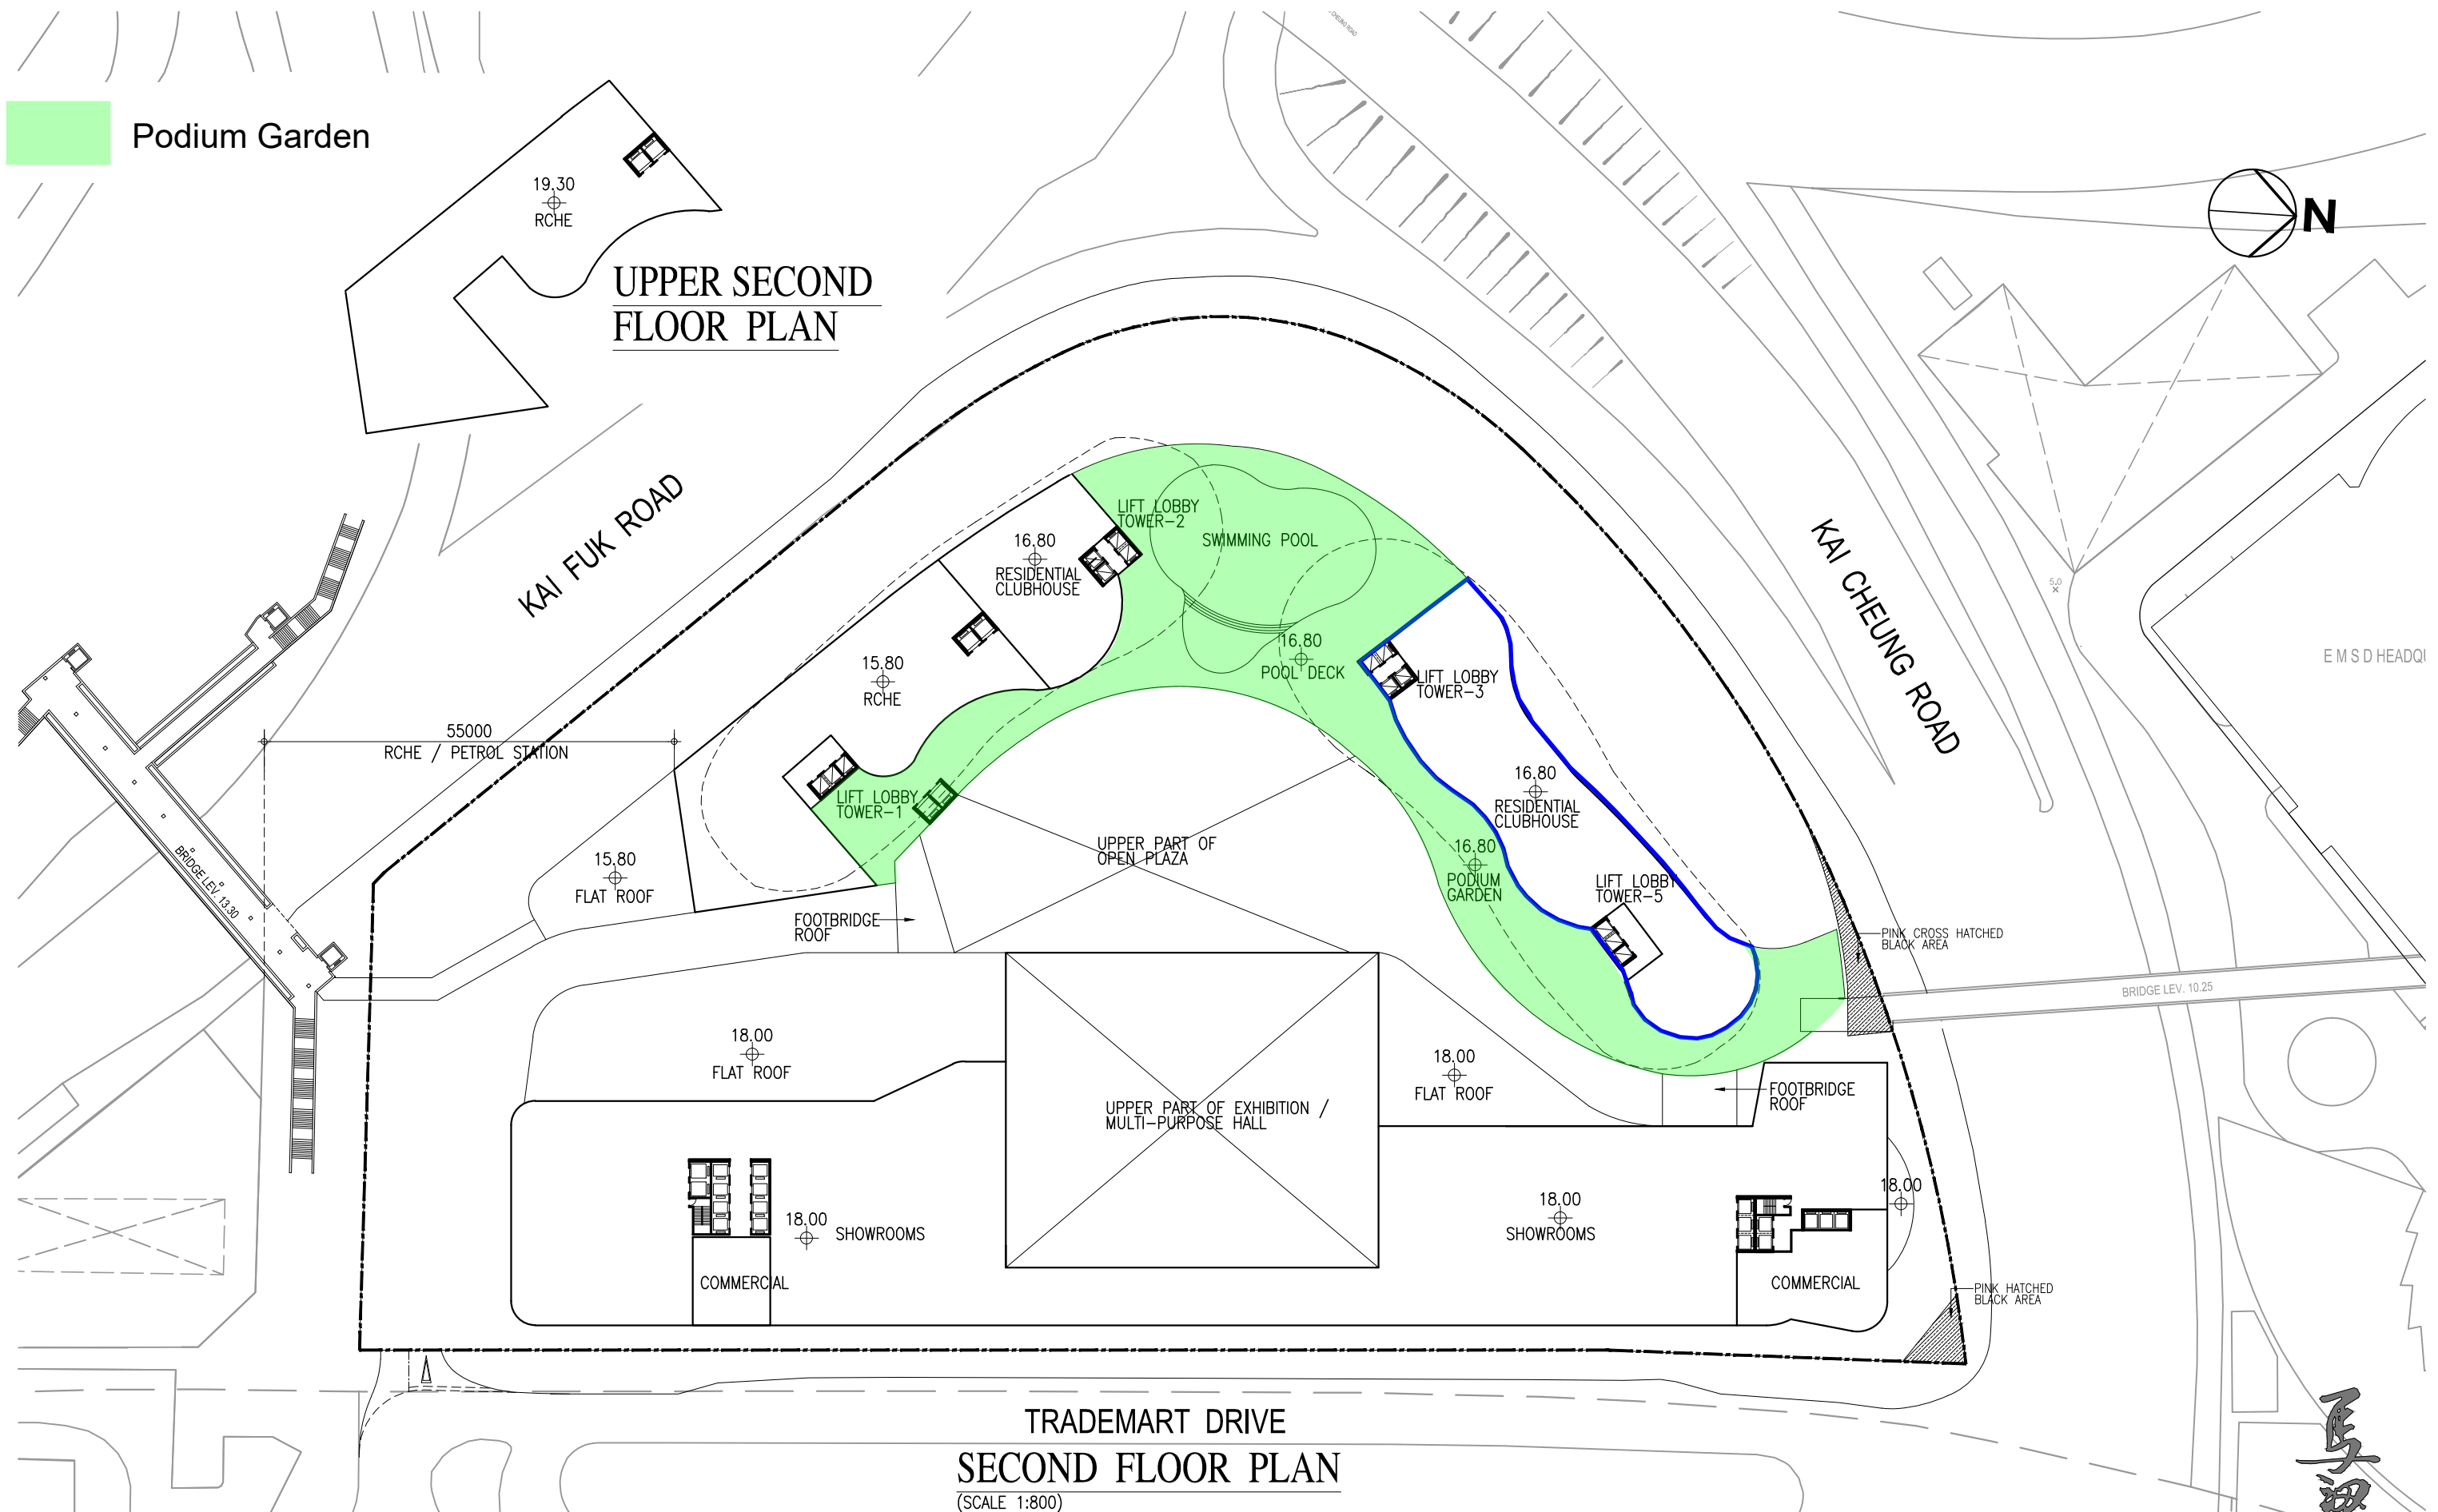 Podium Garden
19.30
RCHE
UPPER SECOND
FLOOR PLAN
N
KAI FUK ROAD
KAI CHEUNG ROAD
LIFT LOBBY
TOWER-2
SWIMMING POOL
16.80
RESIDENTIAL
CLUBHOUSE
5.0
E M S D HEADQU
16.80
POOL DECK
15.80
RCHE
LIFT LOBBY
TOWER-3
55000
RCHE / PETROL STATION
LIFT LOBBY
TOWER-1
16.80
RESIDENTIAL
CLUBHOUSE
UPPER PART OF
OPEN PLAZA
16.80
PODIUM
GARDEN
15.80
FLAT ROOF
BRIDGE LEV. 13.30
LIFT LOBBY
TOWER-5
FOOTBRIDGE
ROOF
PINK CROSS HATCHED
BLACK AREA
BRIDGE LEV. 10.25
18.00
FLAT ROOF
18.00
FLAT ROOF
FOOTBRIDGE
ROOF
UPPER PART OF EXHIBITION /
MULTI-PURPOSE HALL
18.00
SHOWROOMS
18.00
SHOWROOMS
18.00
COMMERCIAL
COMMERCIAL
PINK HATCHED
BLACK AREA
TRADEMART DRIVE
SECOND FLOOR PLAN
(SCALE 1:800)